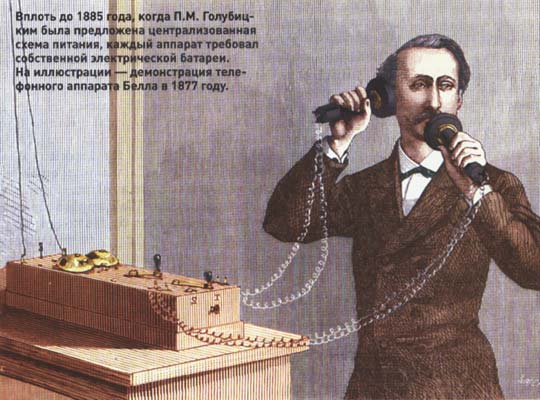 Вплоть до 1885 года, когда П.М. Голубиц-
ким была предложена централизованная
схема питания, каждый аппарат требовал
собственной электрической батареи.
На иллюстрации — демонстрация теле-
фонного аппарата Белла в 1877 году.
S T